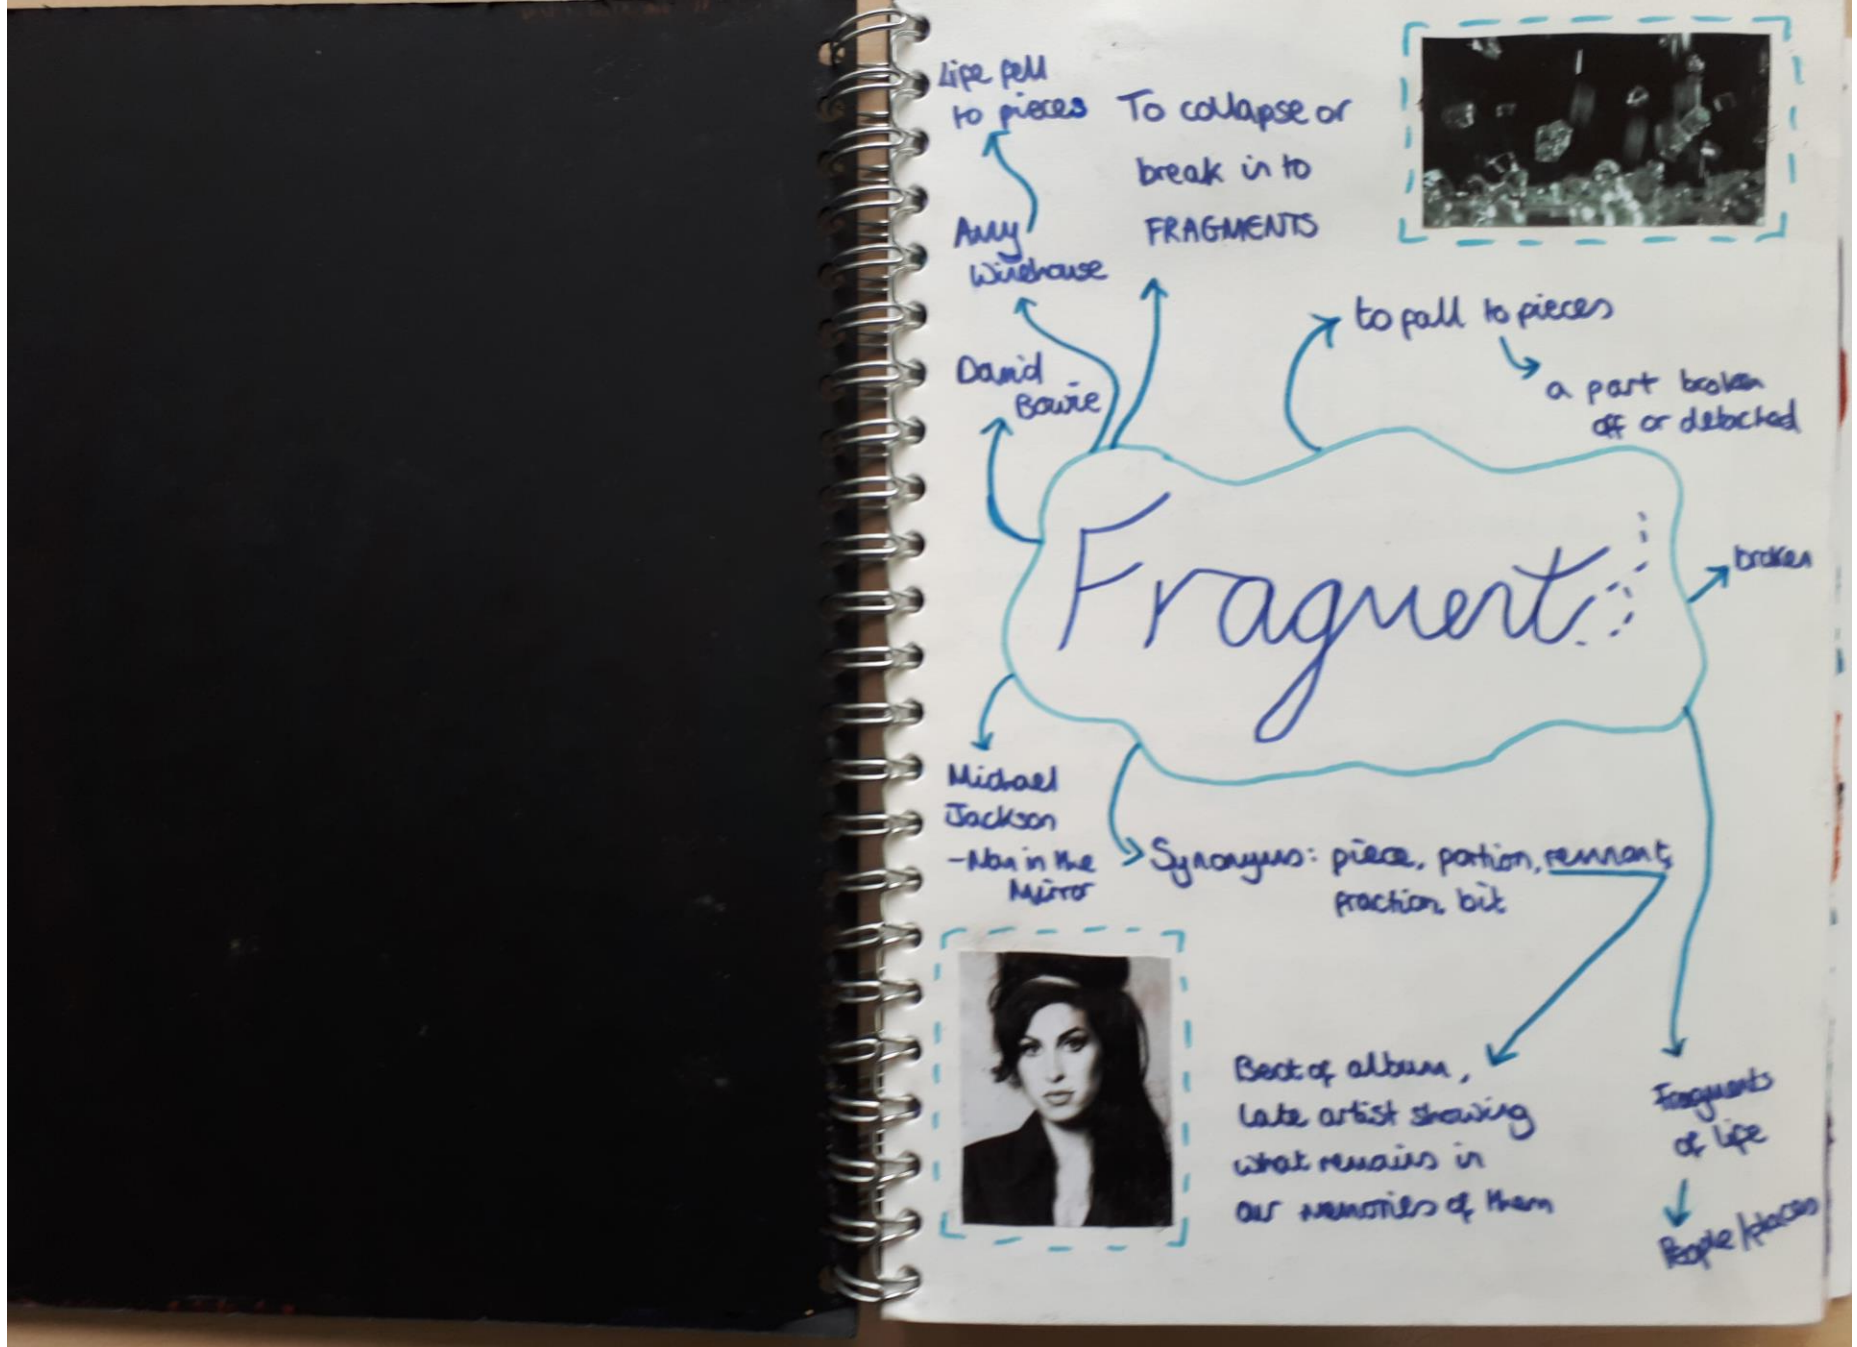 Life fell
to pieces
To collapse or
break in to
FRAGMENTS
Amy
Winehouse
to fall to pieces
a part broken
off or detached
David
Bowie
Fragments
broken
Michael
Jackson
-Man in the
Mirror
Synonyms: piece, portion, remnant,
fraction, bit
Best of album,
late artist showing
what remains in
our memories of them
Fragments
of life
People/places